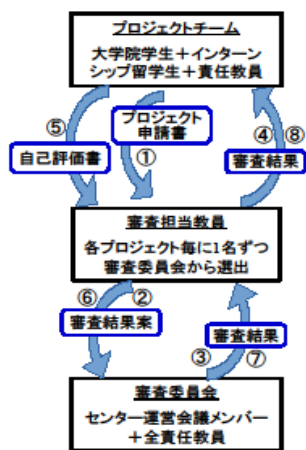 プロジェクトチーム
大学院学生＋インターン
シップ留学生＋責任教員
⑤
自己評価書
プロジェクト
申請書
①
④ ⑧
審査結果
審査担当教員
各プロジェクト毎に1名ずつ
審査委員会から選出
⑥ ②
審査結果案
審査結果
③ ⑦
審査委員会
センター運営会議メンバー
＋全責任教員